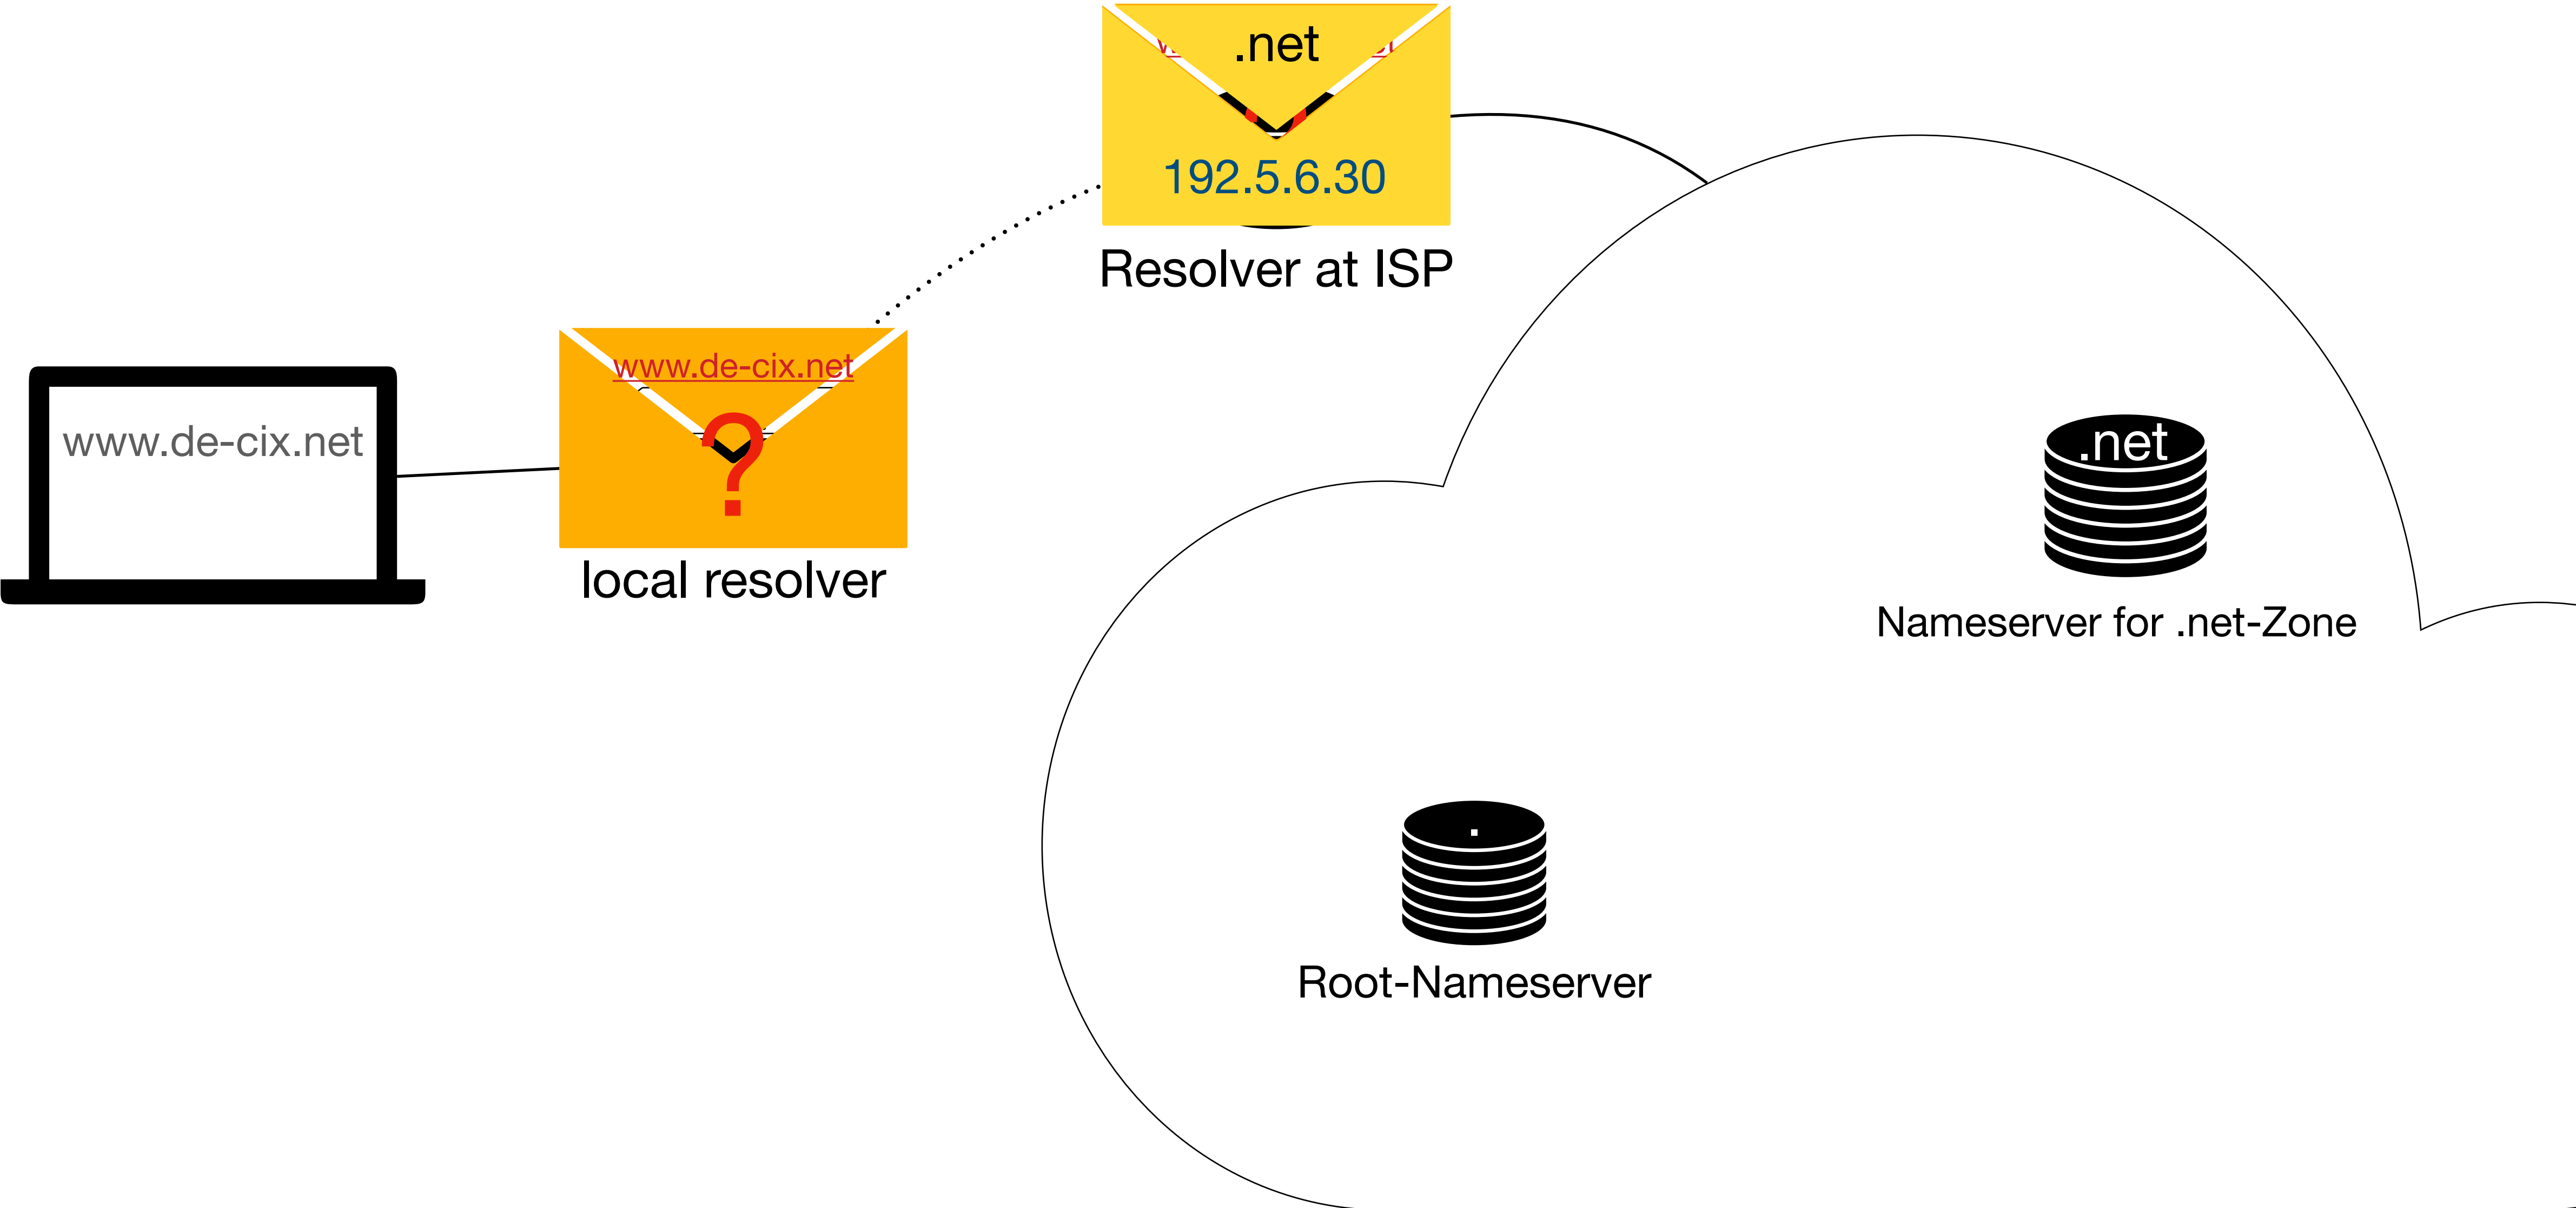 .net
192.5.6.30
Resolver at ISP
www.de-cix.net
?
local resolver
www.de-cix.net
.net
Nameserver for .net-Zone
.
Root-Nameserver